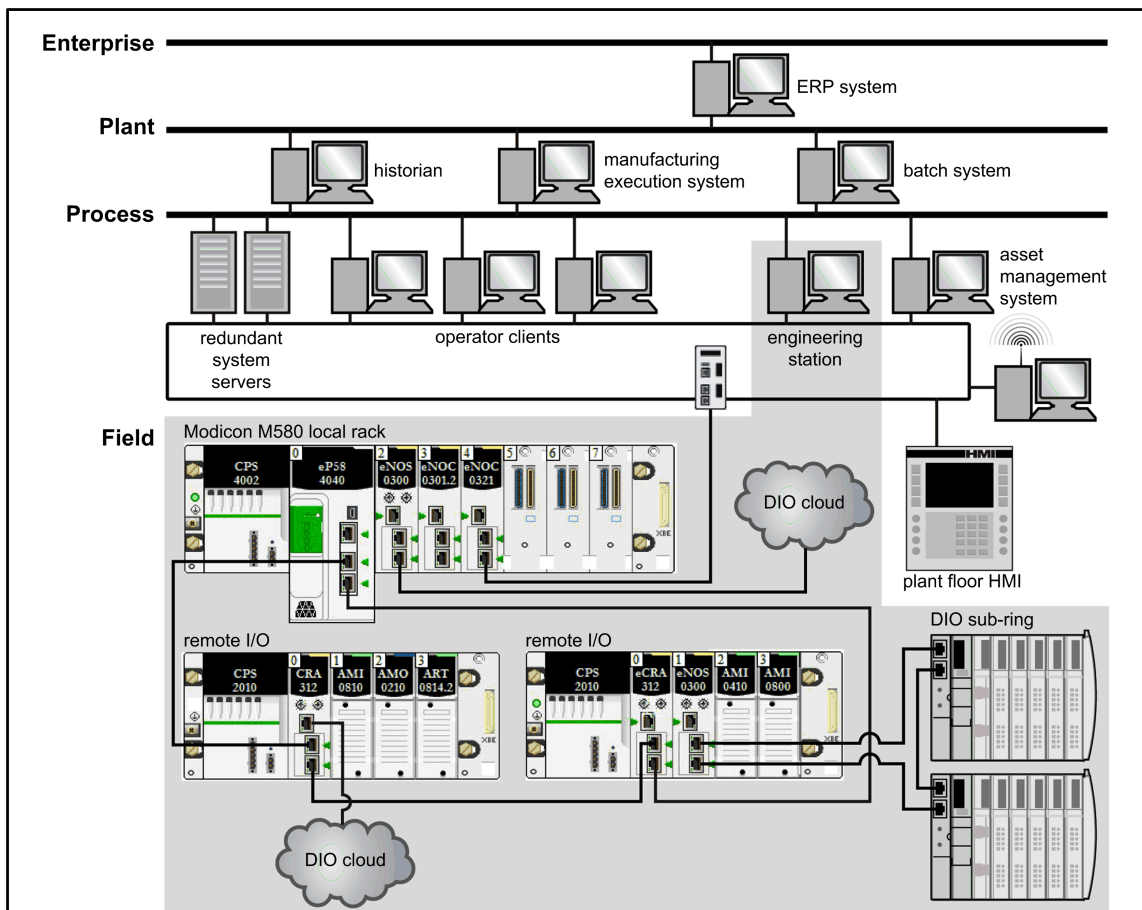 Enterprise
ERP system
Plant
historian
manufacturing
execution system
batch system
Process
asset
management
system
redundant
system
servers
operator clients
engineering
station
Field
Modicon M580 local rack
CPS
4002
0
eP58
4040
2
eNOS
0300
3
eNOC
0301.2
4
eNOC
0321
5
6
7
XBE
DIO cloud
HMI
plant floor HMI
remote I/O
CPS
2010
0
CRA
312
1
AMI
0810
2
AMO
0210
3
ART
0814.2
XBE
remote I/O
CPS
2010
0
eCRA
312
1
eNOS
0300
2
AMI
0410
3
AMI
0800
XBE
DIO sub-ring
DIO cloud